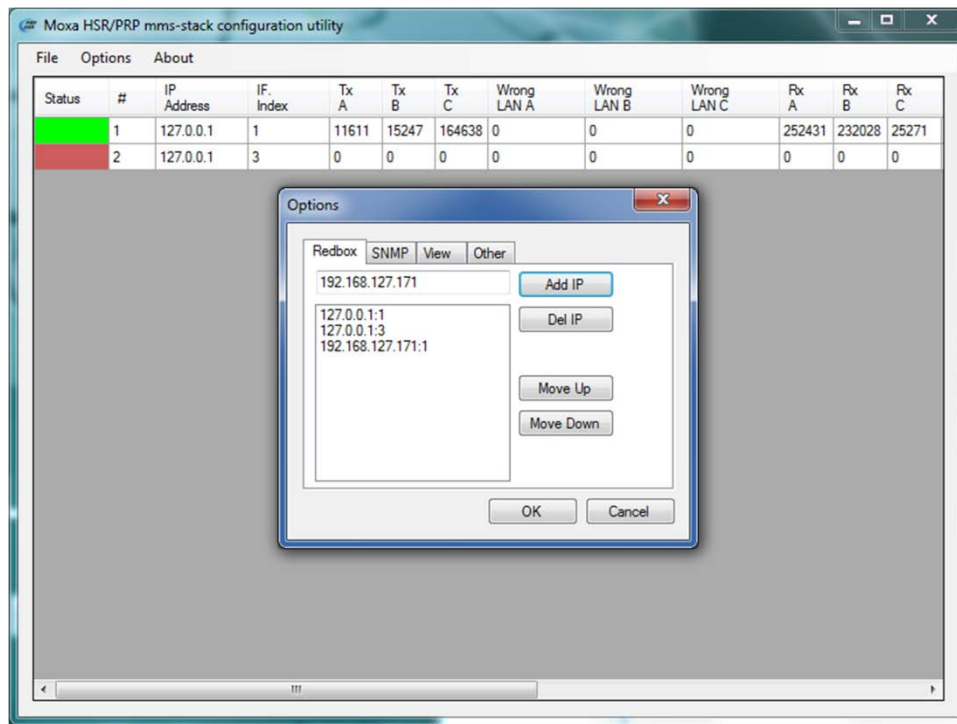 Moxa HSR/PRP mms-stack configuration utility
File Options About
Status # IP Address IF. Index Tx A Tx B Tx C Wrong LAN A Wrong LAN B Wrong LAN C Rx A Rx B Rx C
1 127.0.0.1 1 11611 15247 164638 0 0 0 252431 232028 25271
2 127.0.0.1 3 0 0 0 0 0 0 0 0 0
Options
Redbox SNMP View Other
192.168.127.171 Add IP
127.0.0.1:1 Del IP
127.0.0.1:3
192.168.127.171:1
Move Up
Move Down
OK Cancel